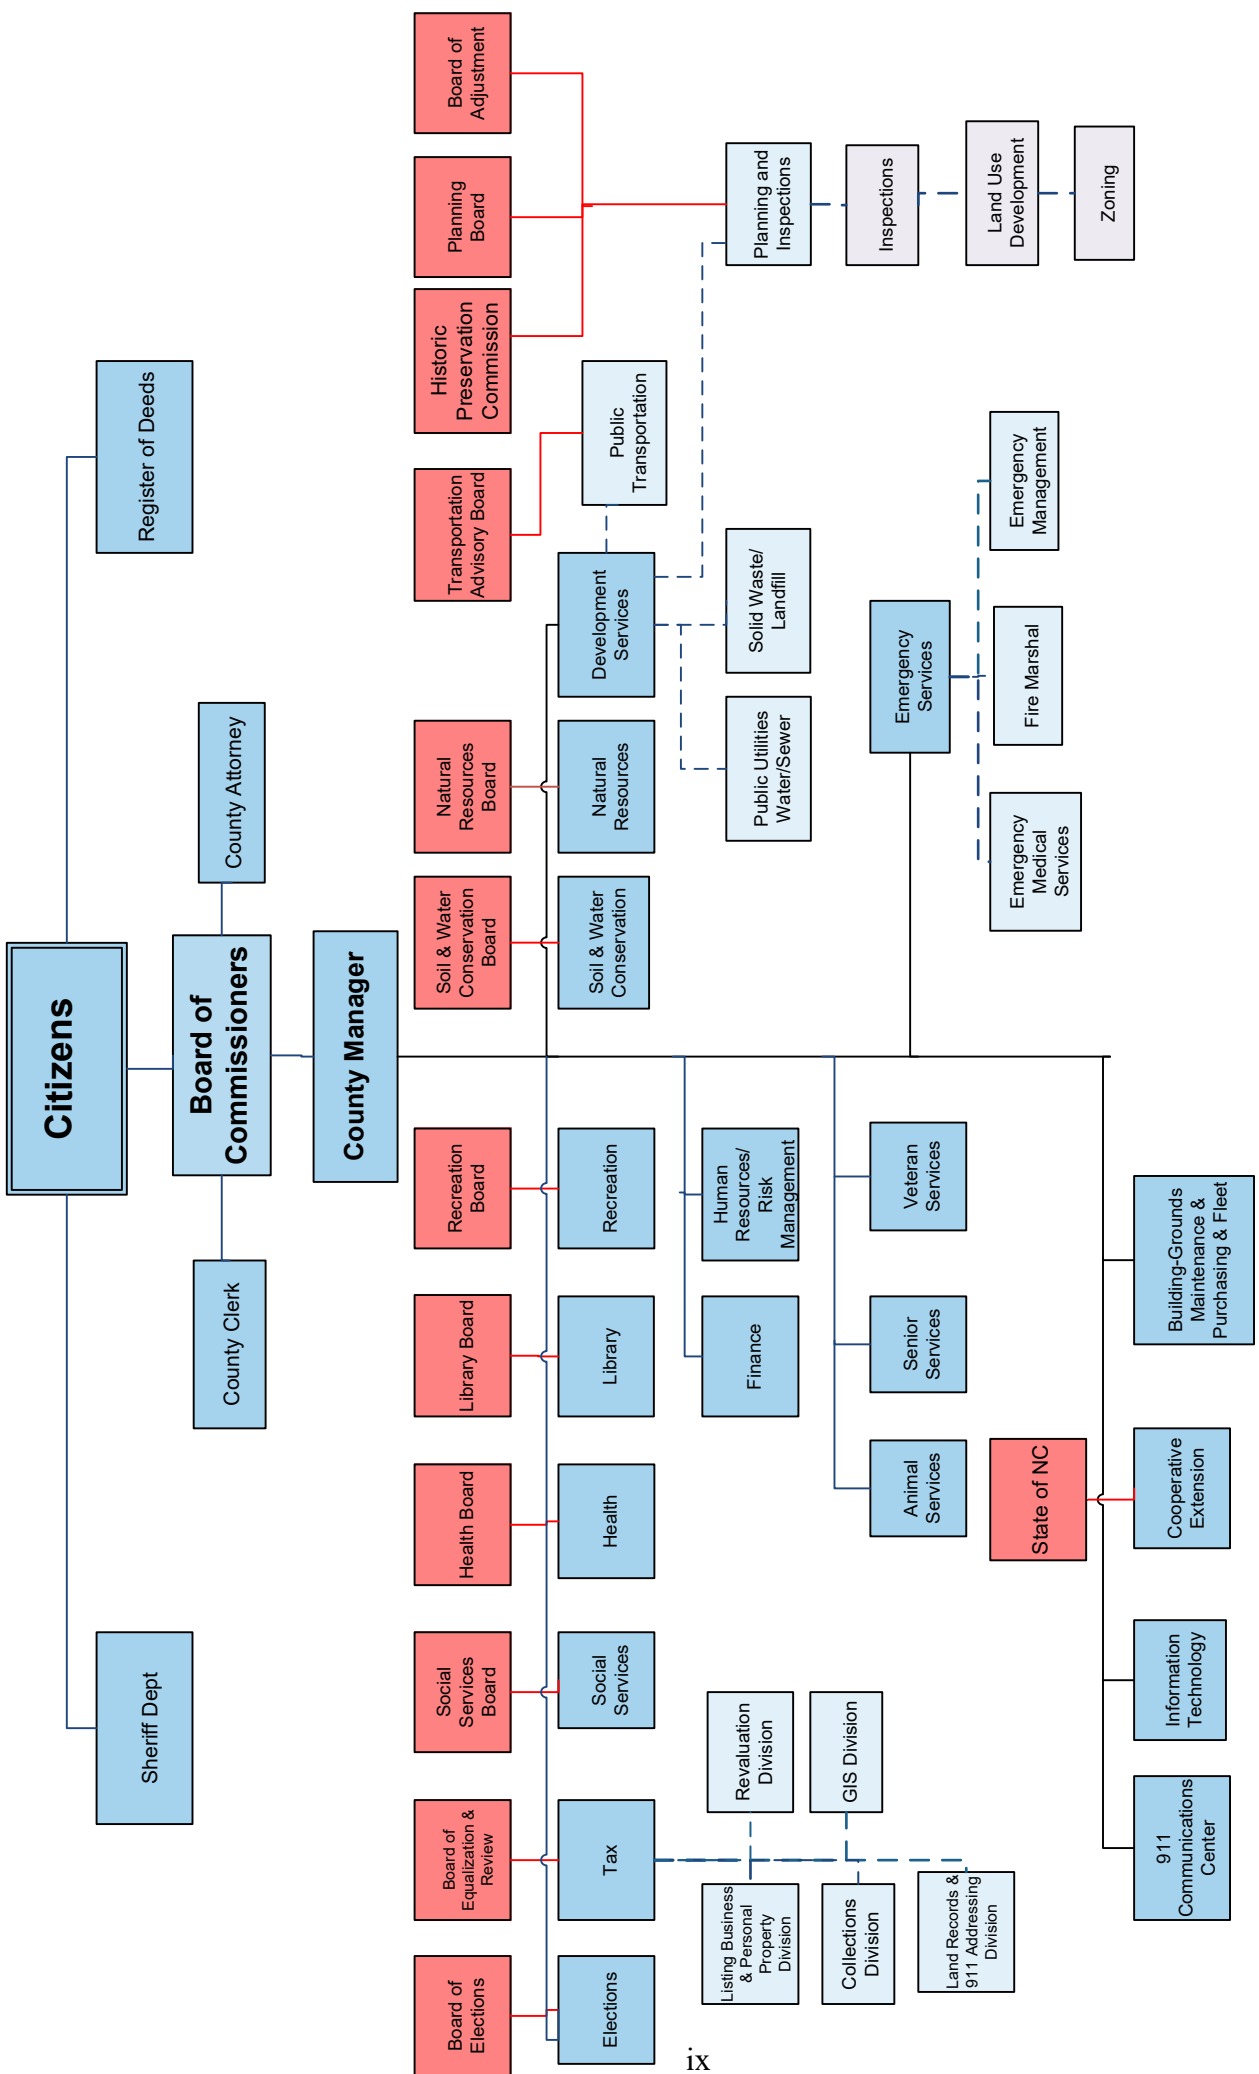 Citizens
Sheriff Dept
Register of Deeds
Board of
Commissioners
County Clerk
County Attorney
County Manager
Board of
Elections
Board of
Equalization &
Review
Social
Services
Board
Health Board
Library Board
Recreation
Board
Soil & Water
Conservation
Board
Natural
Resources
Board
Transportation
Advisory Board
Historic
Preservation
Commission
Planning
Board
Board of
Adjustment
Elections
Tax
Social
Services
Health
Library
Recreation
Soil & Water
Conservation
Natural
Resources
Development
Services
Public
Transportation
Listing Business
& Personal
Property
Division
Revaluation
Division
Collections
Division
GIS Division
Land Records &
911 Addressing
Division
Finance
Human
Resources/
Risk
Management
Public Utilities
Water/Sewer
Solid Waste/
Landfill
Planning and
Inspections
Inspections
Land Use
Development
Zoning
Animal
Services
Senior
Services
Veteran
Services
Emergency
Services
Emergency
Medical
Services
Fire Marshal
Emergency
Management
State of NC
911
Communications
Center
Information
Technology
Cooperative
Extension
Building-Grounds
Maintenance &
Purchasing & Fleet
ix